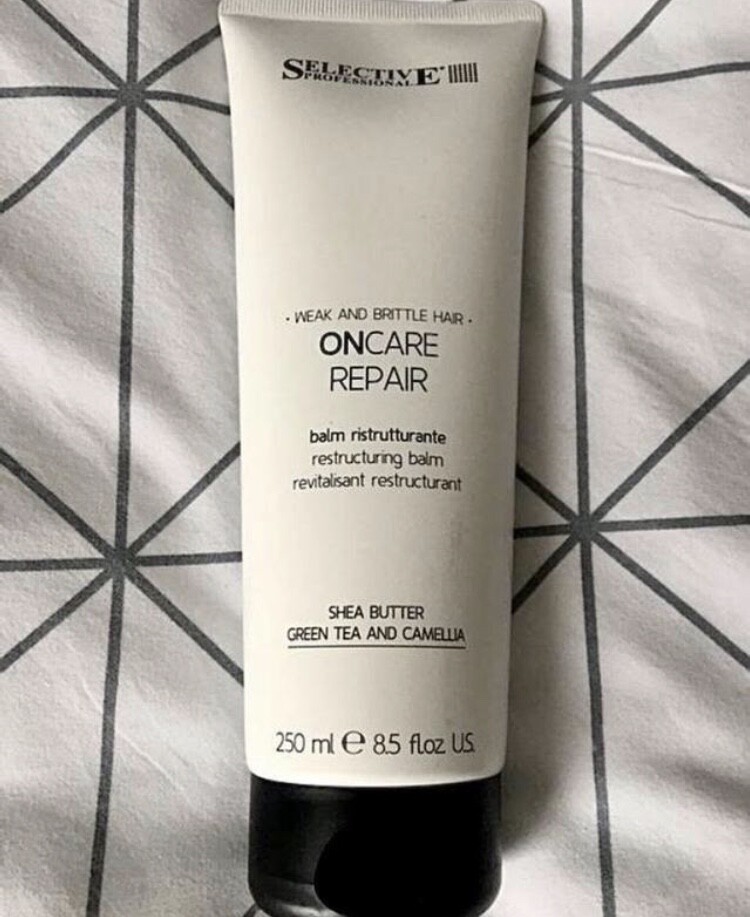 SELECTIVE
PROFESSIONAL
· WEAK AND BRITTLE HAIR ·
ONCARE
REPAIR
balm ristrutturante
restructuring balm
revitalisant restructurant
SHEA BUTTER
GREEN TEA AND CAMELLIA
250 ml ℮ 8.5 fl.oz U.S.